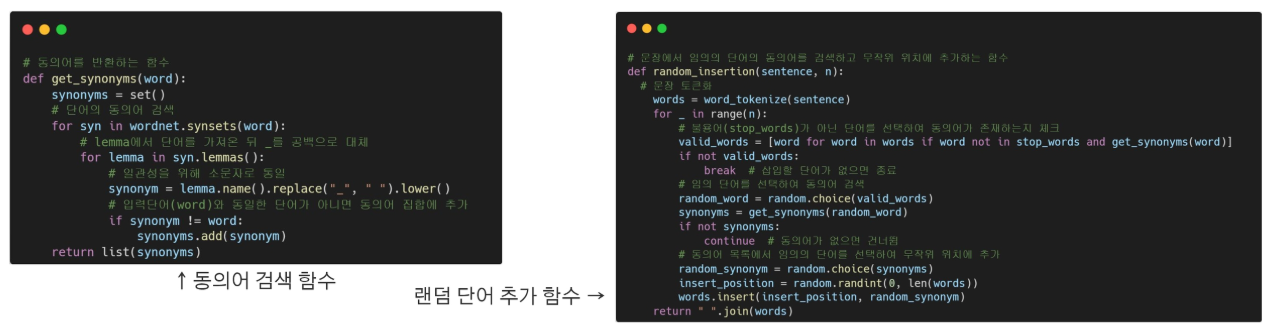 # 동의어를 반환하는 함수
def get_synonyms(word):
    synonyms = set()
    # 단어의 동의어 검색
    for syn in wordnet.synsets(word):
        # lemma에서 단어를 가져온 뒤 _를 공백으로 대체
        for lemma in syn.lemmas():
            # 일관성을 위해 소문자로 통일
            synonym = lemma.name().replace("_", " ").lower()
            # 입력단어(word)와 동일한 단어가 아니면 동의어 집합에 추가
            if synonym != word:
                synonyms.add(synonym)
    return list(synonyms)
↑ 동의어 검색 함수
랜덤 단어 추가 함수 →
# 문장에서 임의의 단어의 동의어를 검색하고 무작위 위치에 추가하는 함수
def random_insertion(sentence, n):
  # 문장 토큰화
    words = word_tokenize(sentence)
    for _ in range(n):
        # 불용어(stop_words)가 아닌 단어를 선택하여 동의어가 존재하는지 체크
        valid_words = [word for word in words if word not in stop_words and get_synonyms(word)]
        if not valid_words:
            break  # 삽입할 단어가 없으면 종료
        # 임의 단어를 선택하여 동의어 검색
        random_word = random.choice(valid_words)
        synonyms = get_synonyms(random_word)
        if not synonyms:
            continue  # 동의어가 없으면 건너뜀
        # 동의어 목록에서 임의의 단어를 선택하여 무작위 위치에 추가
        random_synonym = random.choice(synonyms)
        insert_position = random.randint(0, len(words))
        words.insert(insert_position, random_synonym)
    return " ".join(words)